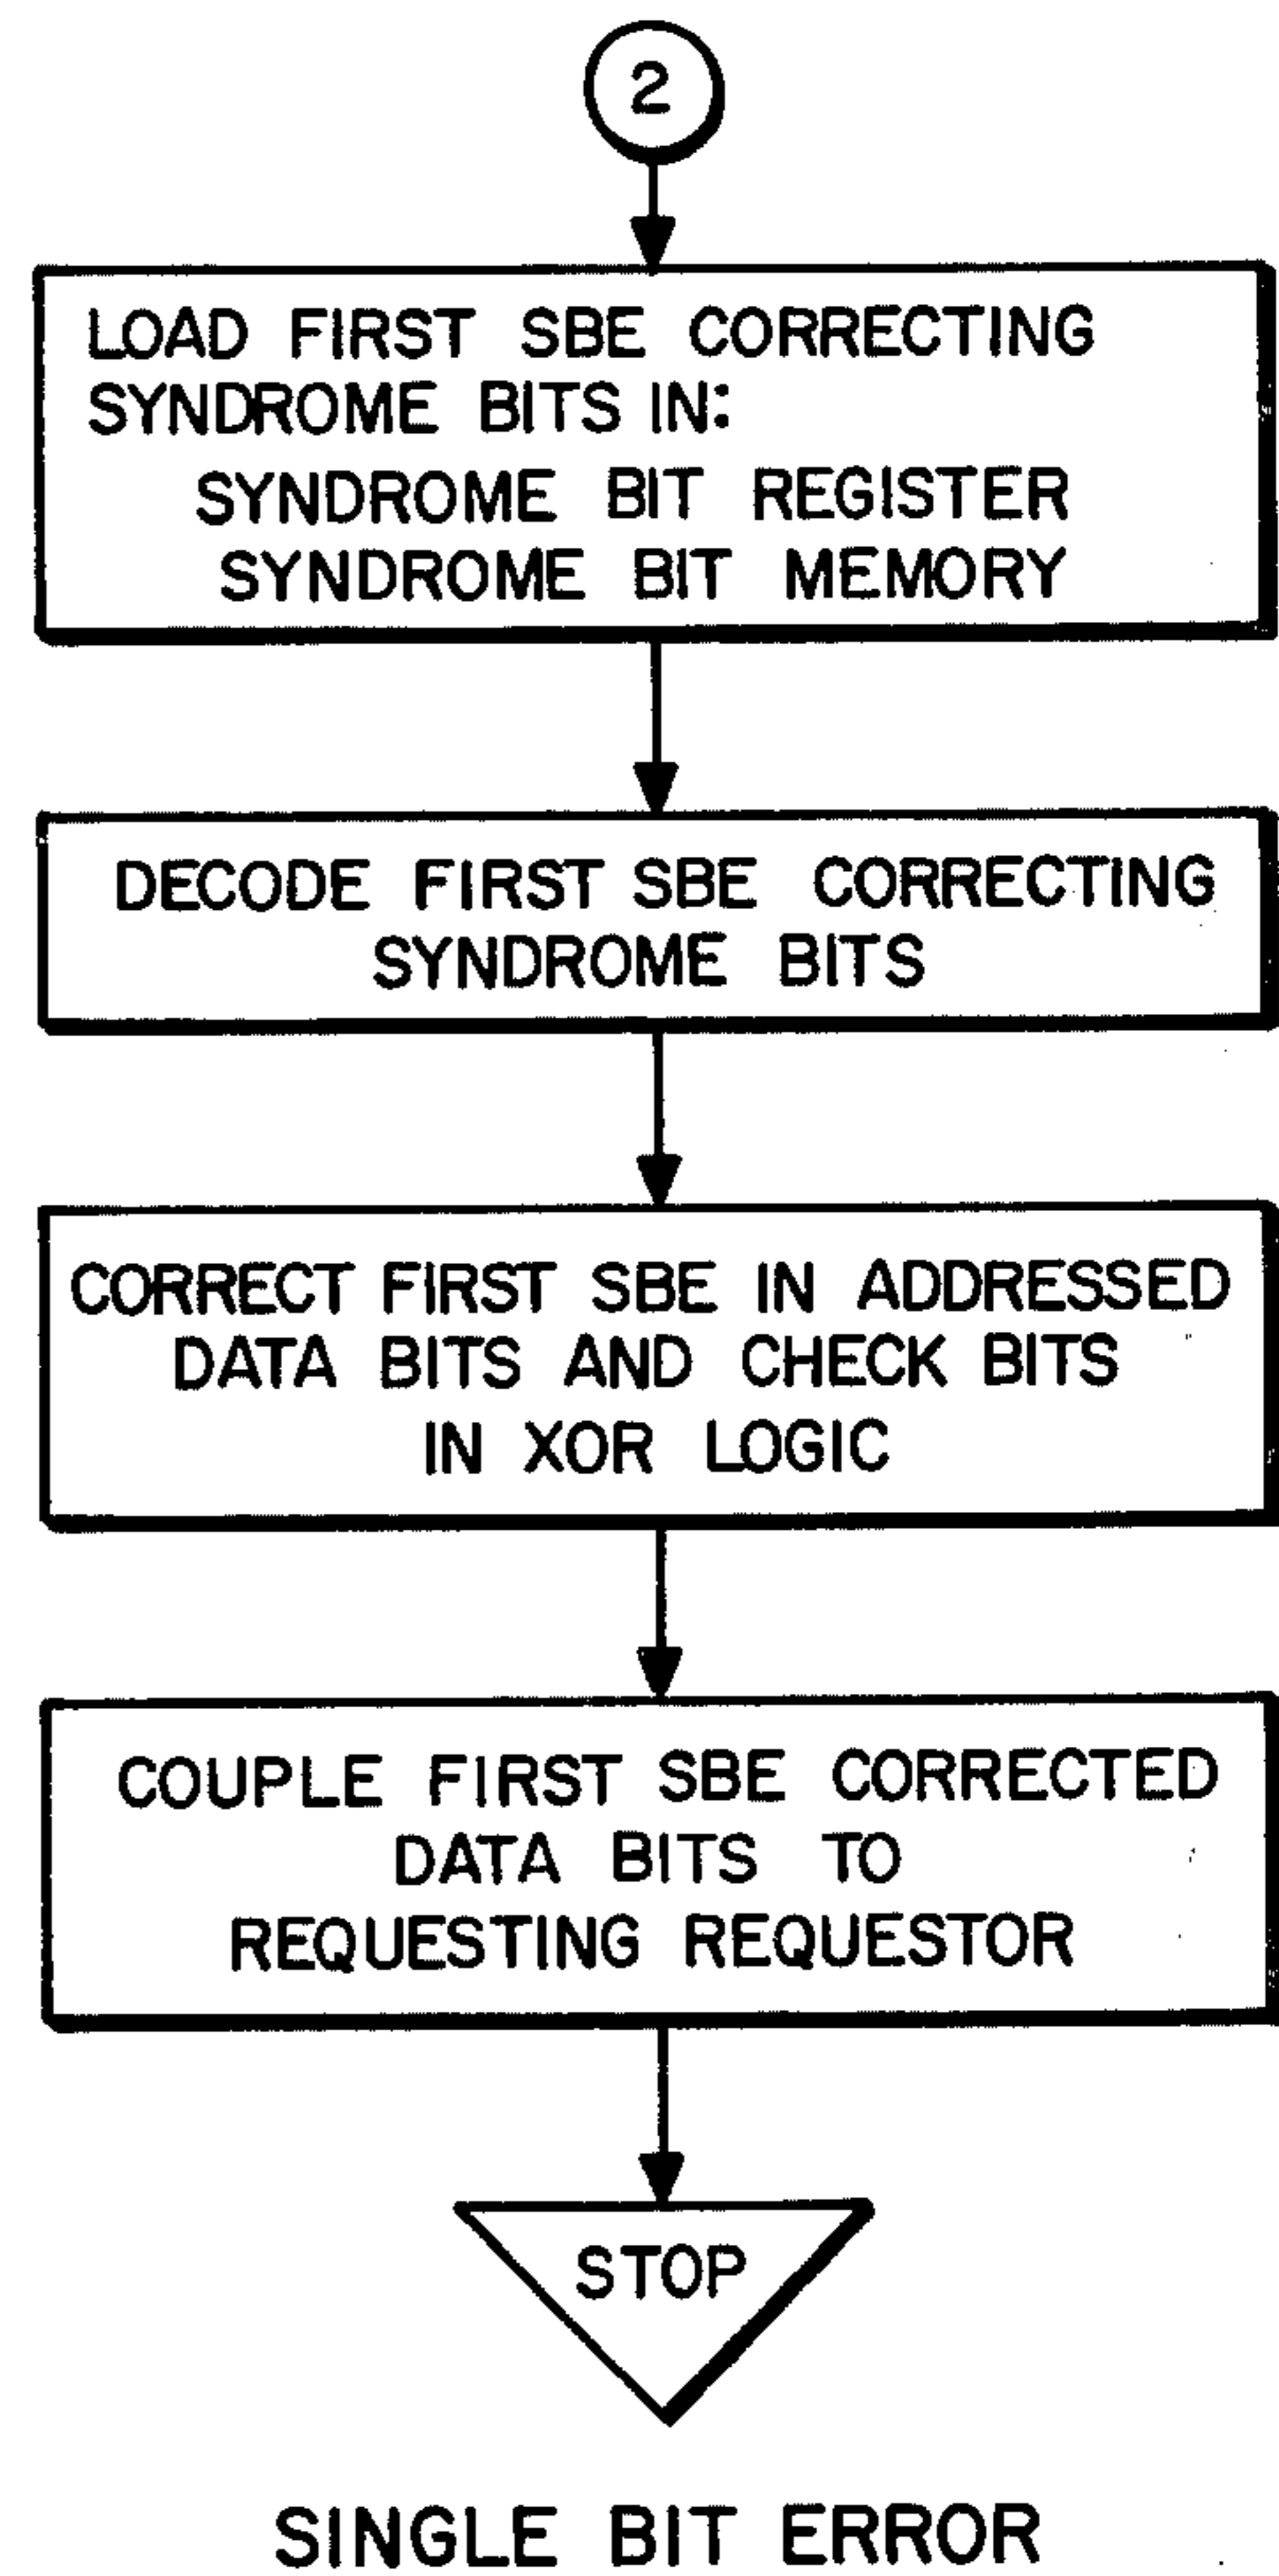 2
LOAD FIRST SBE CORRECTING
SYNDROME BITS IN:
SYNDROME BIT REGISTER
SYNDROME BIT MEMORY
DECODE FIRST SBE CORRECTING
SYNDROME BITS
CORRECT FIRST SBE IN ADDRESSED
DATA BITS AND CHECK BITS
IN XOR LOGIC
COUPLE FIRST SBE CORRECTED
DATA BITS TO
REQUESTING REQUESTOR
STOP
SINGLE BIT ERROR